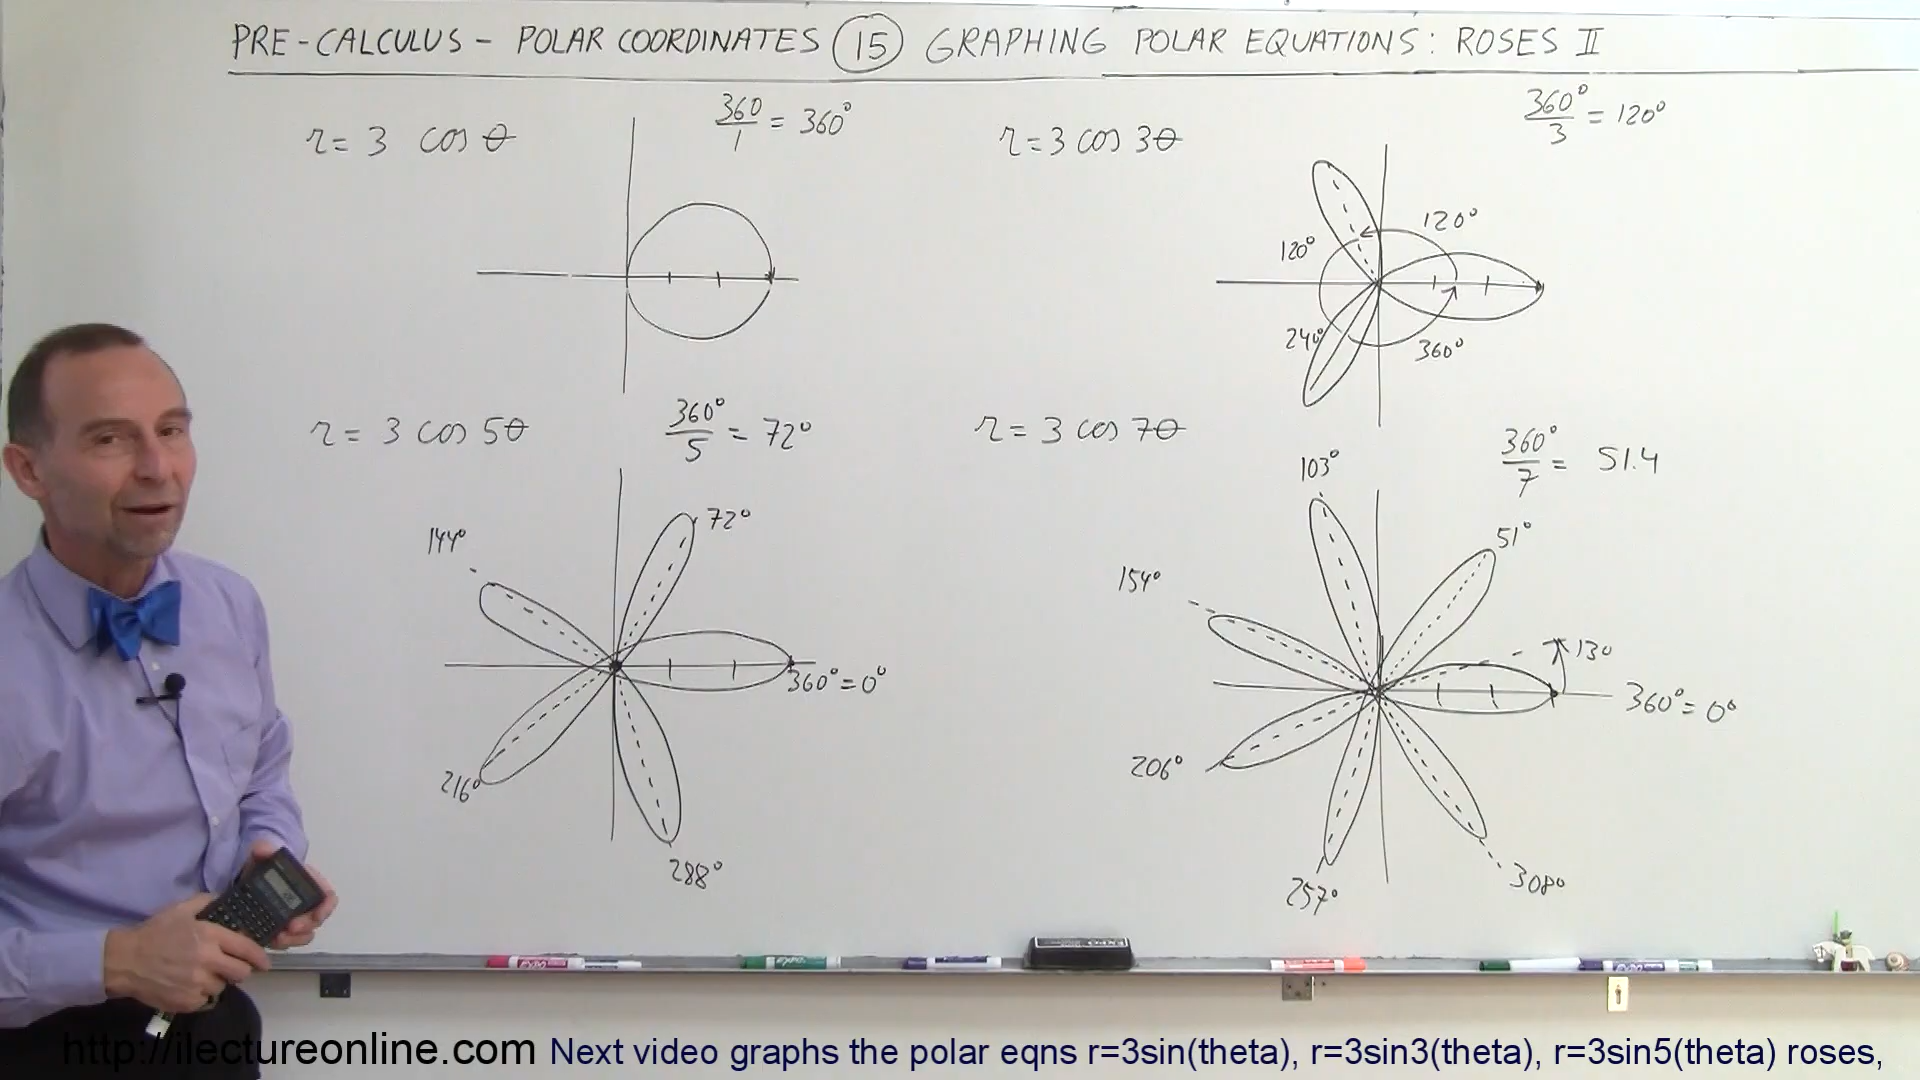 PRE-CALCULUS - POLAR COORDINATES 15 GRAPHING POLAR EQUATIONS: ROSES II
r = 3 cos θ
360/1 = 360°
r = 3 cos 3θ
360°/3 = 120°
120°
120°
240°
360°
r = 3 cos 5θ
360°/5 = 72°
72°
144°
360° = 0°
216°
288°
r = 3 cos 7θ
360°/7 = 51.4
103°
51°
154°
130
360° = 0°
206°
257°
308°
EXPO
http://ilectureonline.com Next video graphs the polar eqns r=3sin(theta), r=3sin3(theta), r=3sin5(theta) roses,